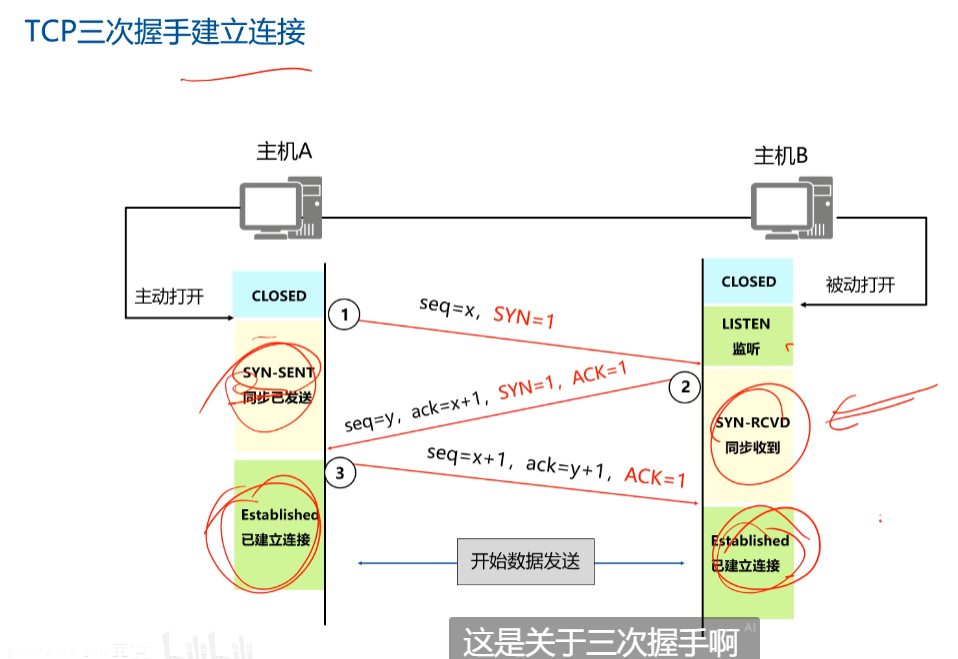 TCP三次握手建立连接
主机A
主机B
主动打开
CLOSED
CLOSED
被动打开
1
seq=x，SYN=1
LISTEN
监听
SYN-SENT
同步已发送
2
seq=y，ack=x+1，SYN=1，ACK=1
SYN-RCVD
同步收到
3
seq=x+1，ack=y+1，ACK=1
Established
已建立连接
Established
已建立连接
开始数据发送
这是关于三次握手啊
AI